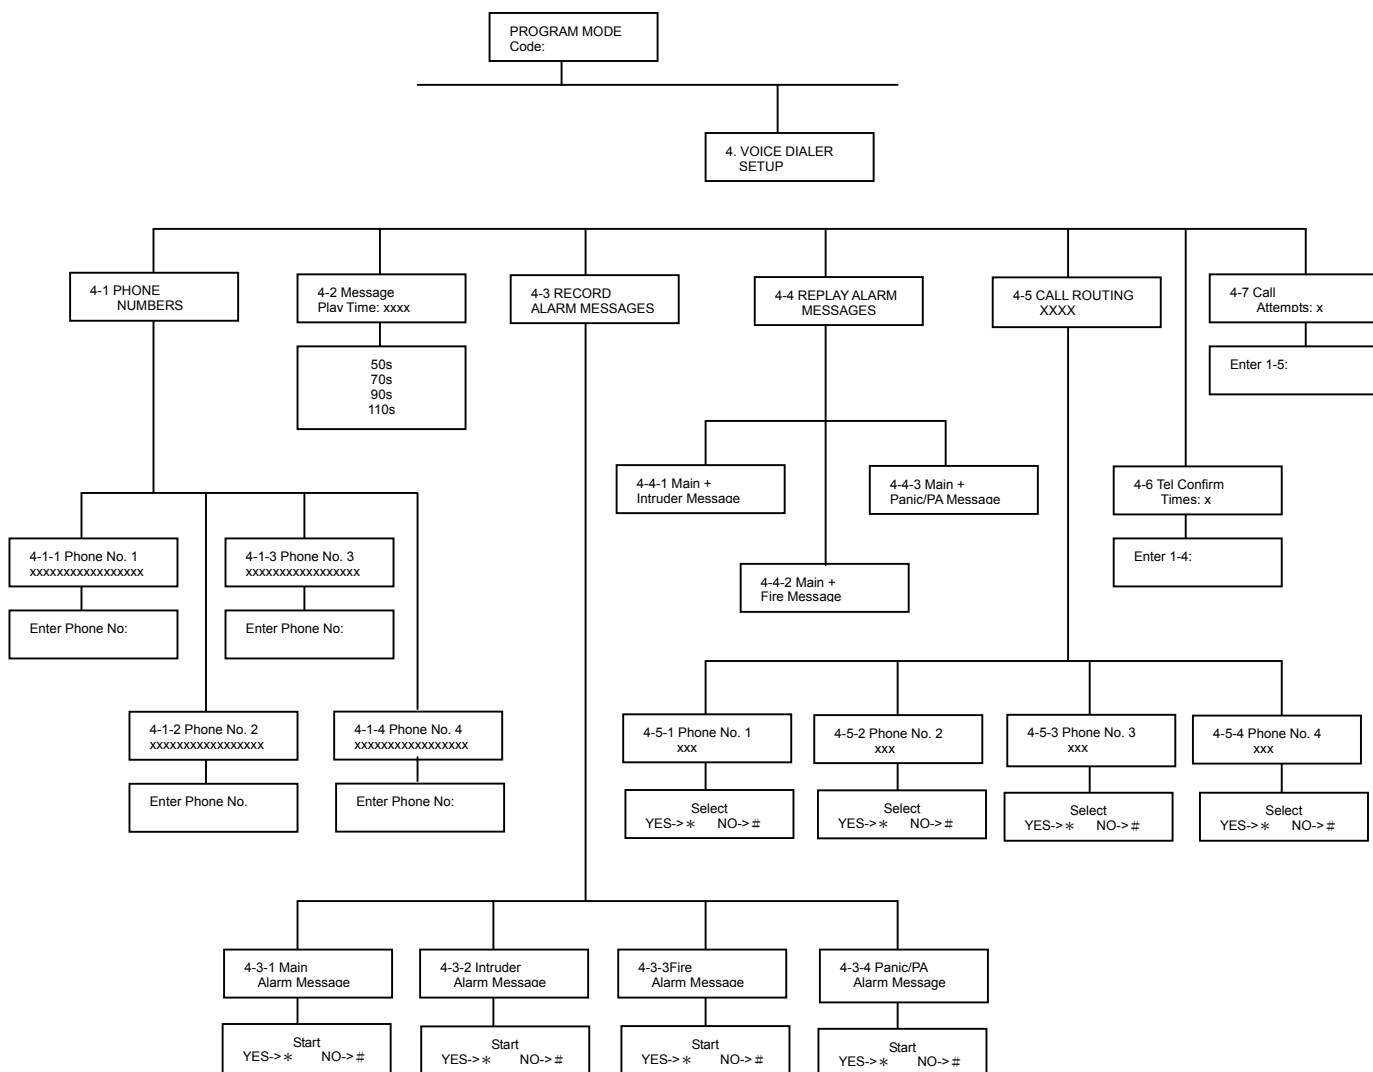 PROGRAM MODE
Code:
4. VOICE DIALER
SETUP
4-1 PHONE
NUMBERS
4-2 Message
Play Time: xxxx
50s
70s
90s
110s
4-3 RECORD
ALARM MESSAGES
4-4 REPLAY ALARM
MESSAGES
4-5 CALL ROUTING
XXXX
4-7 Call
Attempts: x
Enter 1-5:
4-4-1 Main +
Intruder Message
4-4-3 Main +
Panic/PA Message
4-6 Tel Confirm
Times: x
Enter 1-4:
4-1-1 Phone No. 1
xxxxxxxxxxxxxxxxx
Enter Phone No:
4-1-3 Phone No. 3
xxxxxxxxxxxxxxxxx
Enter Phone No:
4-4-2 Main +
Fire Message
4-1-2 Phone No. 2
xxxxxxxxxxxxxxxxx
Enter Phone No.
4-1-4 Phone No. 4
xxxxxxxxxxxxxxxxx
Enter Phone No:
4-5-1 Phone No. 1
xxx
Select
YES->* NO->#
4-5-2 Phone No. 2
xxx
Select
YES->* NO->#
4-5-3 Phone No. 3
xxx
Select
YES->* NO->#
4-5-4 Phone No. 4
xxx
Select
YES->* NO->#
4-3-1 Main
Alarm Message
Start
YES->* NO->#
4-3-2 Intruder
Alarm Message
Start
YES->* NO->#
4-3-3Fire
Alarm Message
Start
YES->* NO->#
4-3-4 Panic/PA
Alarm Message
Start
YES->* NO->#